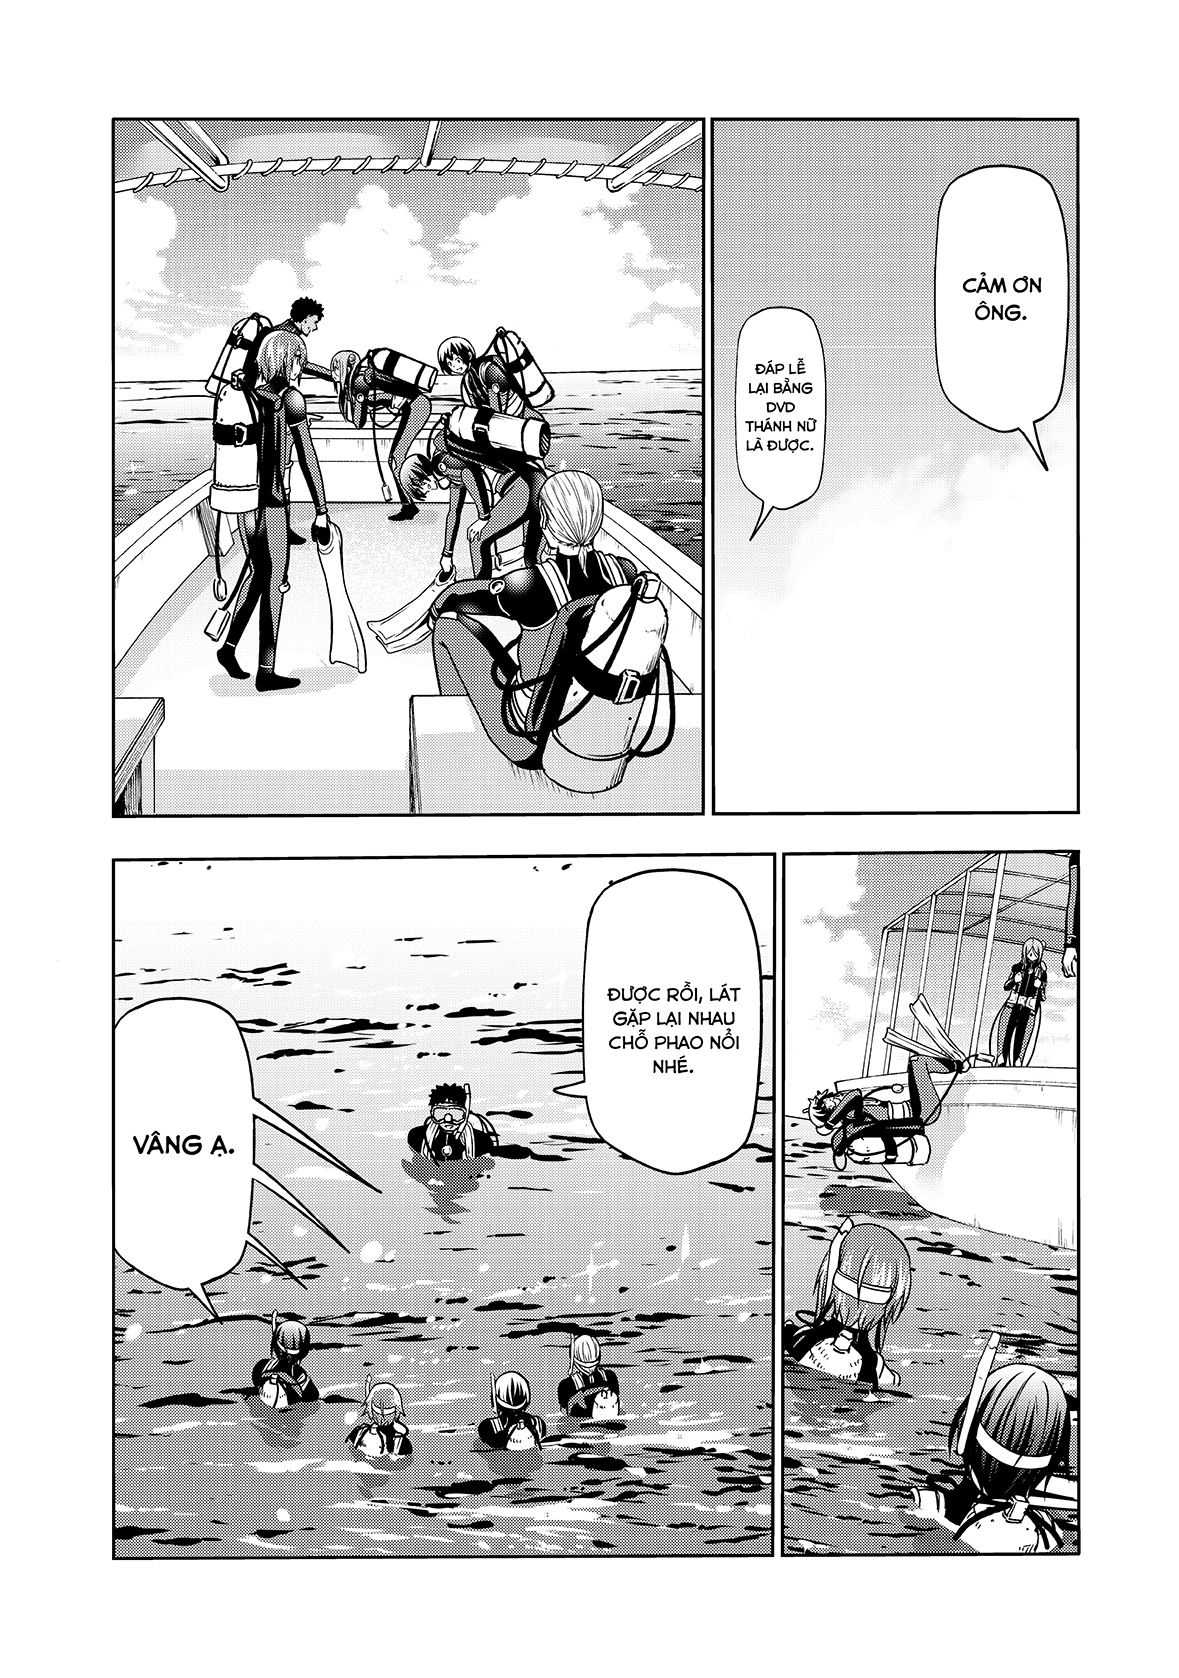 CẢM ƠN
ÔNG.
ĐÁP LỄ
LẠI BẰNG
DVD
THÁNH NỮ
LÀ ĐƯỢC.
ĐƯỢC RỒI, LÁT
GẶP LẠI NHAU
CHỖ PHAO NỔI
NHÉ.
VÂNG Ạ.